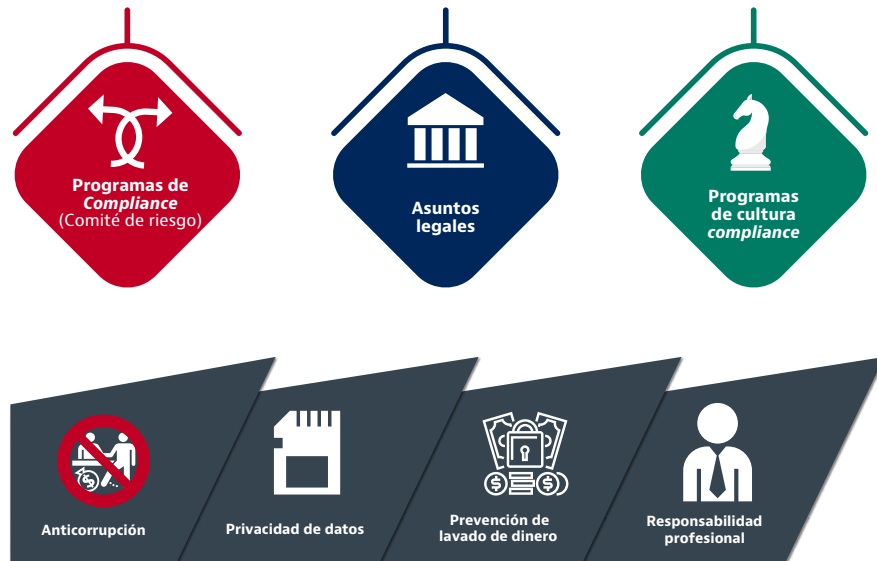 Programas de
Compliance
(Comité de riesgo)
Asuntos
legales
Programas
de cultura
compliance
Anticorrupción
Privacidad de datos
Prevención de
lavado de dinero
Responsabilidad
profesional